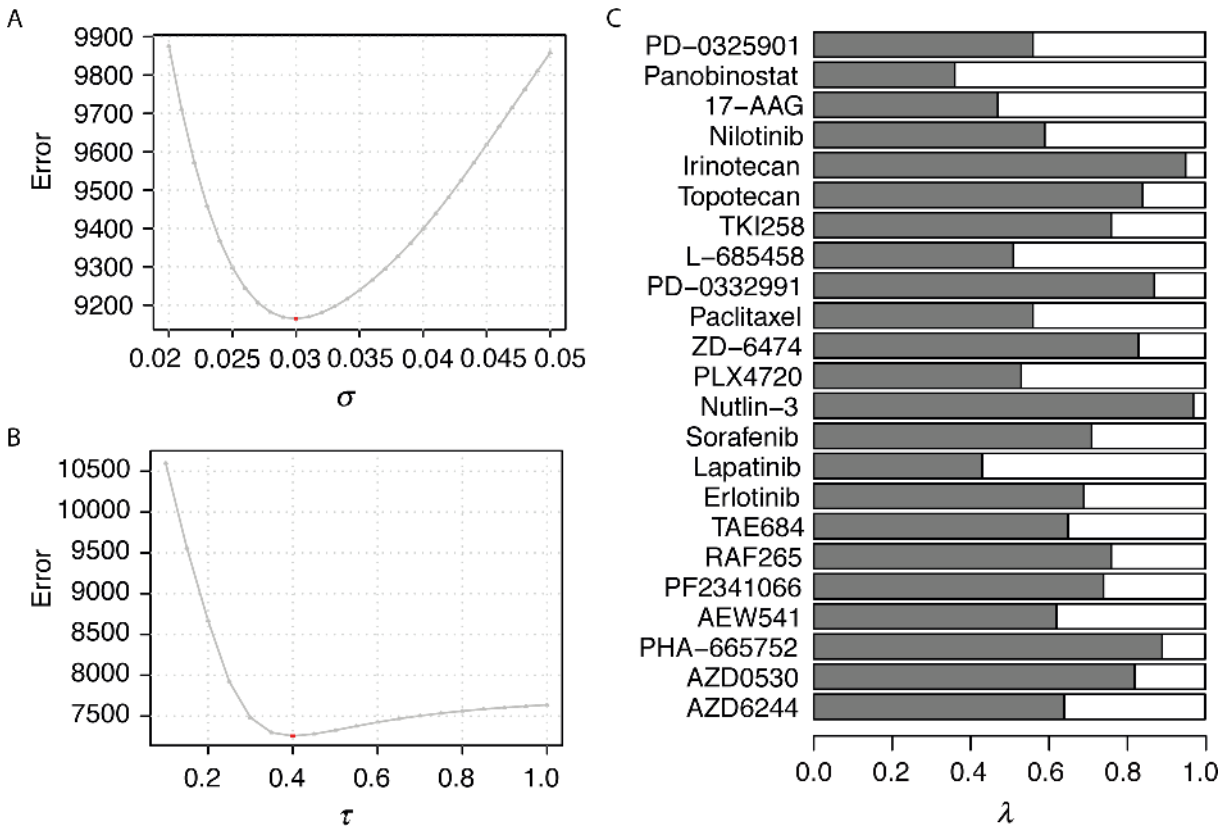 A
Error
9900
9800
9700
9600
9500
9400
9300
9200
0.02 0.025 0.03 0.035 0.04 0.045 0.05
σ
B
Error
10500
10000
9500
9000
8500
8000
7500
0.2 0.4 0.6 0.8 1.0
τ
C
PD-0325901
Panobinostat
17-AAG
Nilotinib
Irinotecan
Topotecan
TKI258
L-685458
PD-0332991
Paclitaxel
ZD-6474
PLX4720
Nutlin-3
Sorafenib
Lapatinib
Erlotinib
TAE684
RAF265
PF2341066
AEW541
PHA-665752
AZD0530
AZD6244
0.0 0.2 0.4 0.6 0.8 1.0
λ